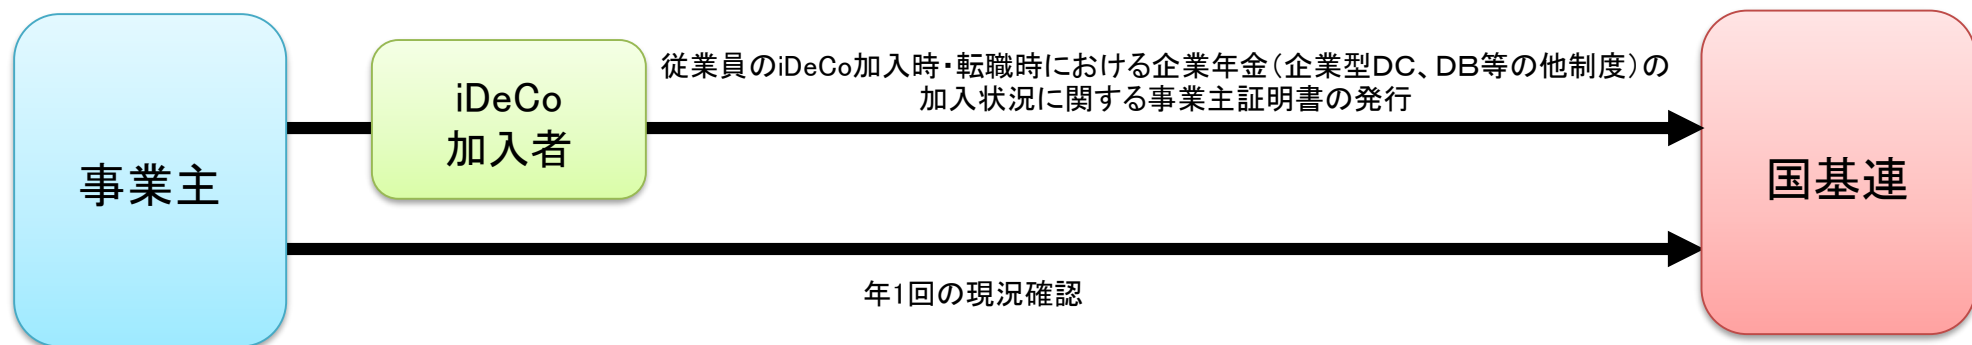 事業主
iDeCo
加入者
従業員のiDeCo加入時・転職時における企業年金（企業型DC、DB等の他制度）の
加入状況に関する事業主証明書の発行
年1回の現況確認
国基連